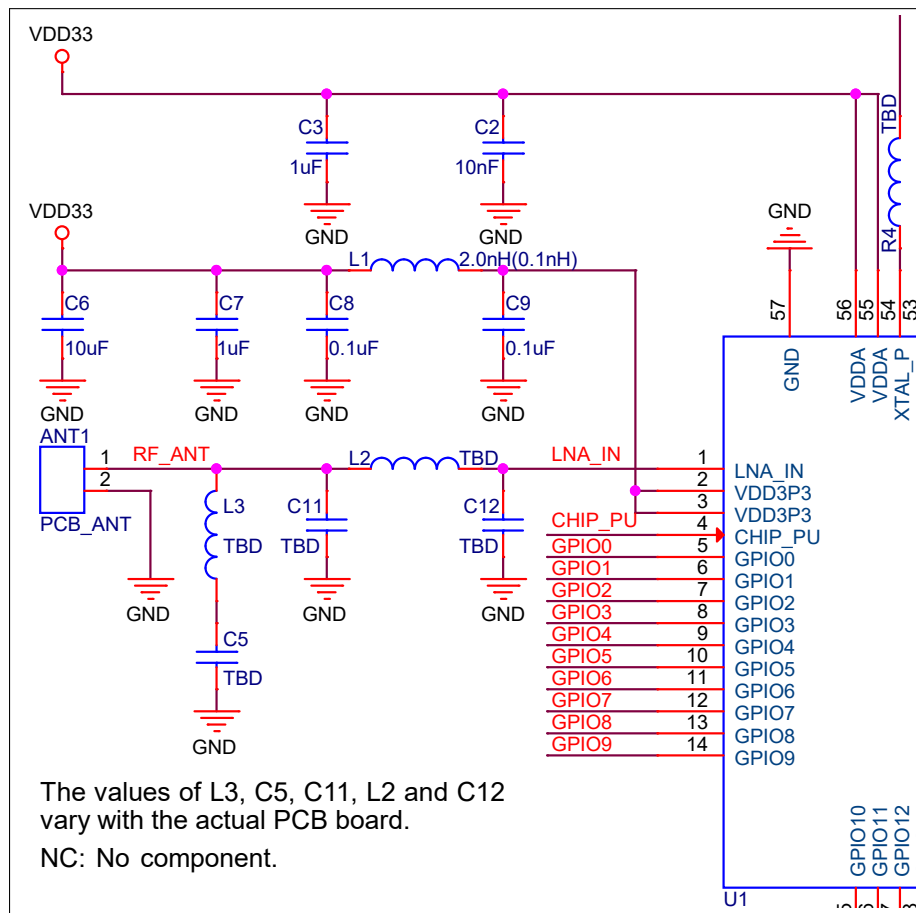 VDD33
C3
1uF
GND
C2
10nF
GND
TBD
R4
VDD33
L1
2.0nH(0.1nH)
C6
10uF
GND
C7
1uF
GND
C8
0.1uF
GND
C9
0.1uF
GND
GND
57
56
55
54
53
GND
VDDA
VDDA
XTAL_P
ANT1
1
2
PCB_ANT
RF_ANT
GND
L3
TBD
C5
TBD
GND
C11
TBD
GND
L2
TBD
C12
TBD
GND
LNA_IN
1
LNA_IN
2
VDD3P3
3
VDD3P3
CHIP_PU
4
CHIP_PU
GPIO0
5
GPIO0
GPIO1
6
GPIO1
GPIO2
7
GPIO2
GPIO3
8
GPIO3
GPIO4
9
GPIO4
GPIO5
10
GPIO5
GPIO6
11
GPIO6
GPIO7
12
GPIO7
GPIO8
13
GPIO8
GPIO9
14
GPIO9
The values of L3, C5, C11, L2 and C12
vary with the actual PCB board.
NC: No component.
GPIO10
GPIO11
GPIO12
U1